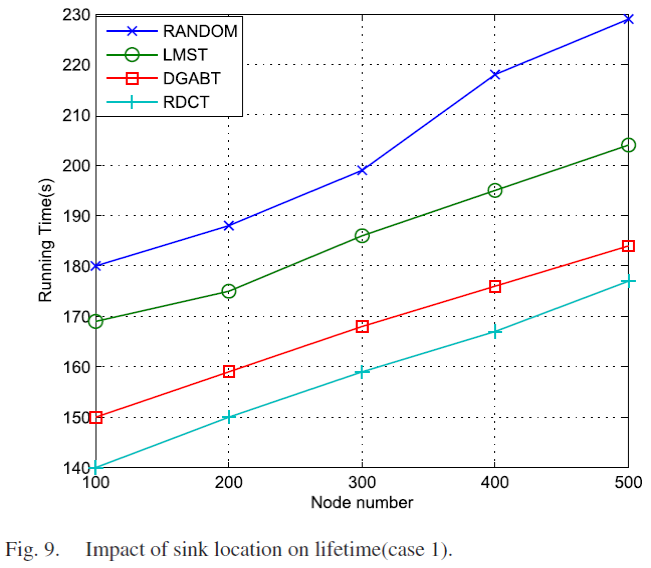 230
220
210
200
190
180
170
160
150
140
RANDOM
LMST
DGABT
RDCT
Running Time(s)
100 200 300 400 500
Node number
Fig. 9. Impact of sink location on lifetime(case 1).